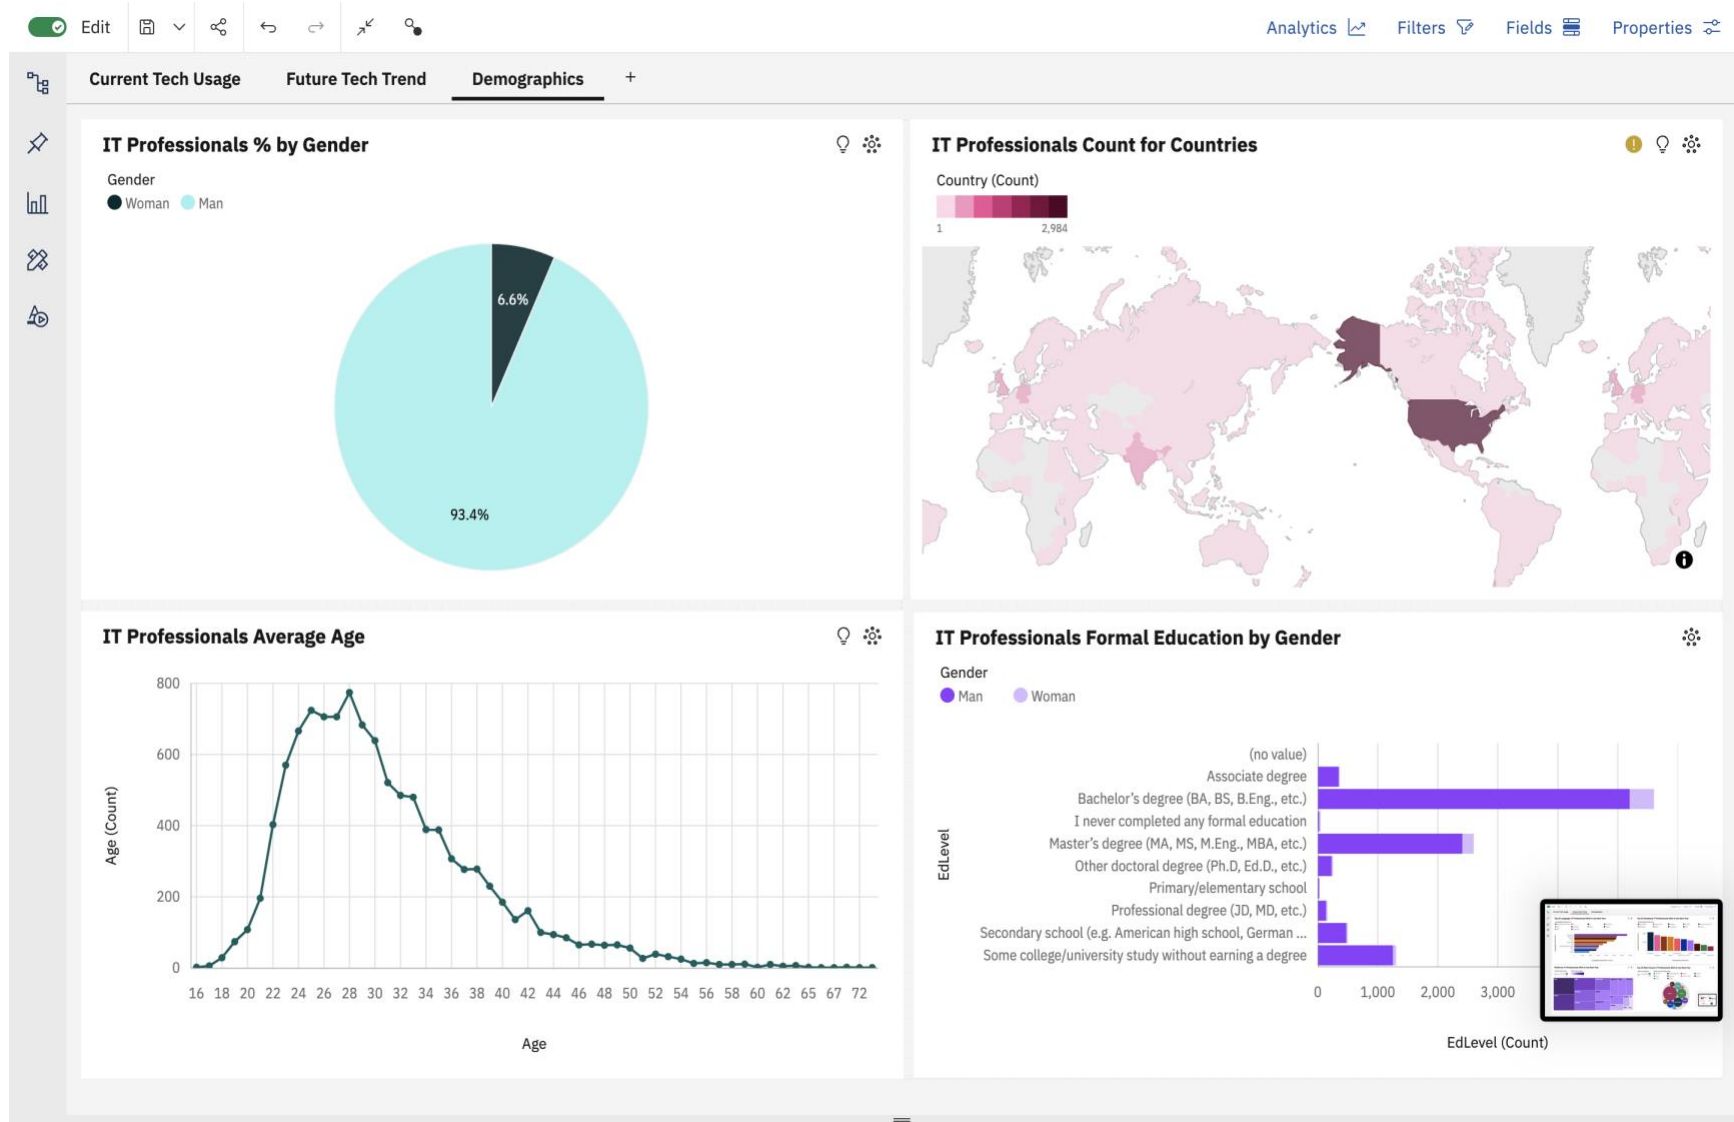 Edit
Analytics
Filters
Fields
Properties
Current Tech Usage
Future Tech Trend
Demographics
+
IT Professionals % by Gender
Gender
Woman
Man
6.6%
93.4%
IT Professionals Count for Countries
Country (Count)
1
2,984
IT Professionals Average Age
800
600
400
200
0
Age (Count)
16 18 20 22 24 26 28 30 32 34 36 38 40 42 44 46 48 50 52 54 56 58 60 62 65 67 72
Age
IT Professionals Formal Education by Gender
Gender
Man
Woman
EdLevel
(no value)
Associate degree
Bachelor's degree (BA, BS, B.Eng., etc.)
I never completed any formal education
Master's degree (MA, MS, M.Eng., MBA, etc.)
Other doctoral degree (Ph.D, Ed.D., etc.)
Primary/elementary school
Professional degree (JD, MD, etc.)
Secondary school (e.g. American high school, German ...
Some college/university study without earning a degree
0 1,000 2,000 3,000
EdLevel (Count)